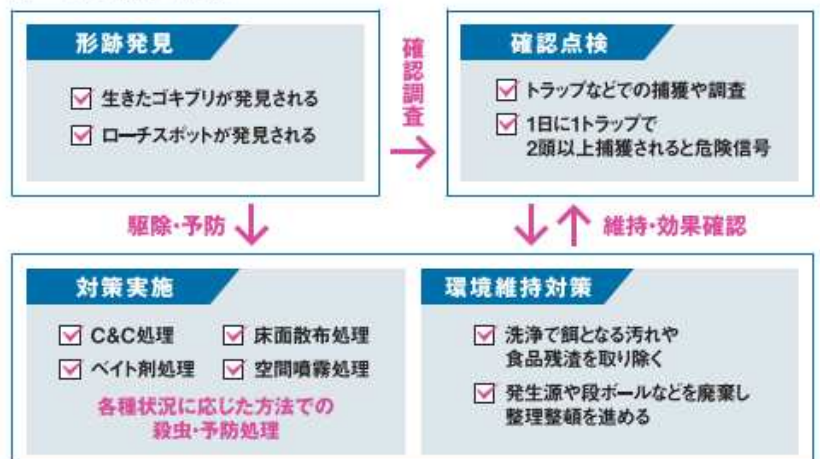 形跡発見
生きたゴキブリが発見される
ローチスポットが発見される
確認調査
確認点検
トラップなどでの捕獲や調査
1日に1トラップで
2頭以上捕獲されると危険信号
駆除・予防
維持・効果確認
対策実施
C&C処理
床面散布処理
ベイト剤処理
空間噴霧処理
各種状況に応じた方法での
殺虫・予防処理
環境維持対策
洗浄で餌となる汚れや
食品残渣を取り除く
発生源や段ボールなどを廃棄し
整理整頓を進める